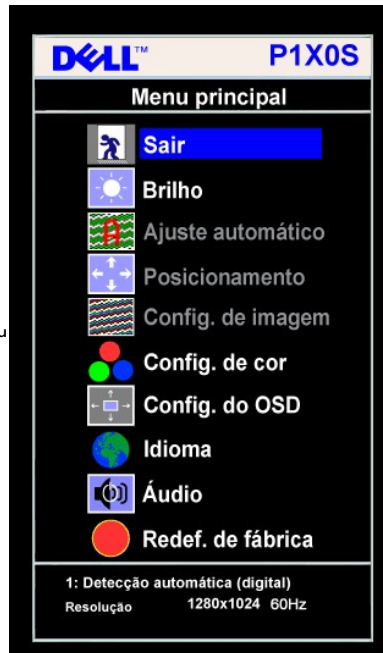 DELL™ P1X0S
Menu principal
Sair
Brilho
Ajuste automático
Posicionamento
Config. de imagem
u
Config. de cor
Config. do OSD
Idioma
Áudio
Redef. de fábrica
1: Detecção automática (digital)
Resolução 1280x1024 60Hz